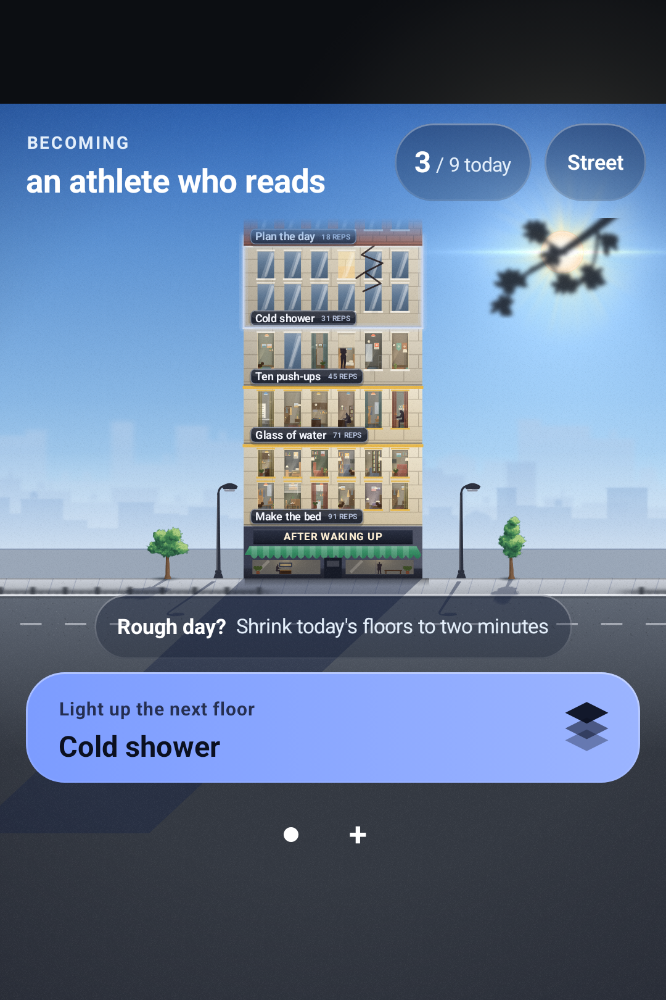 BECOMING
an athlete who reads
3 / 9 today
Street
Plan the day 18 REPS
Cold shower 31 REPS
Ten push-ups 45 REPS
Glass of water 71 REPS
Make the bed 91 REPS
AFTER WAKING UP
Rough day? Shrink today's floors to two minutes
Light up the next floor
Cold shower